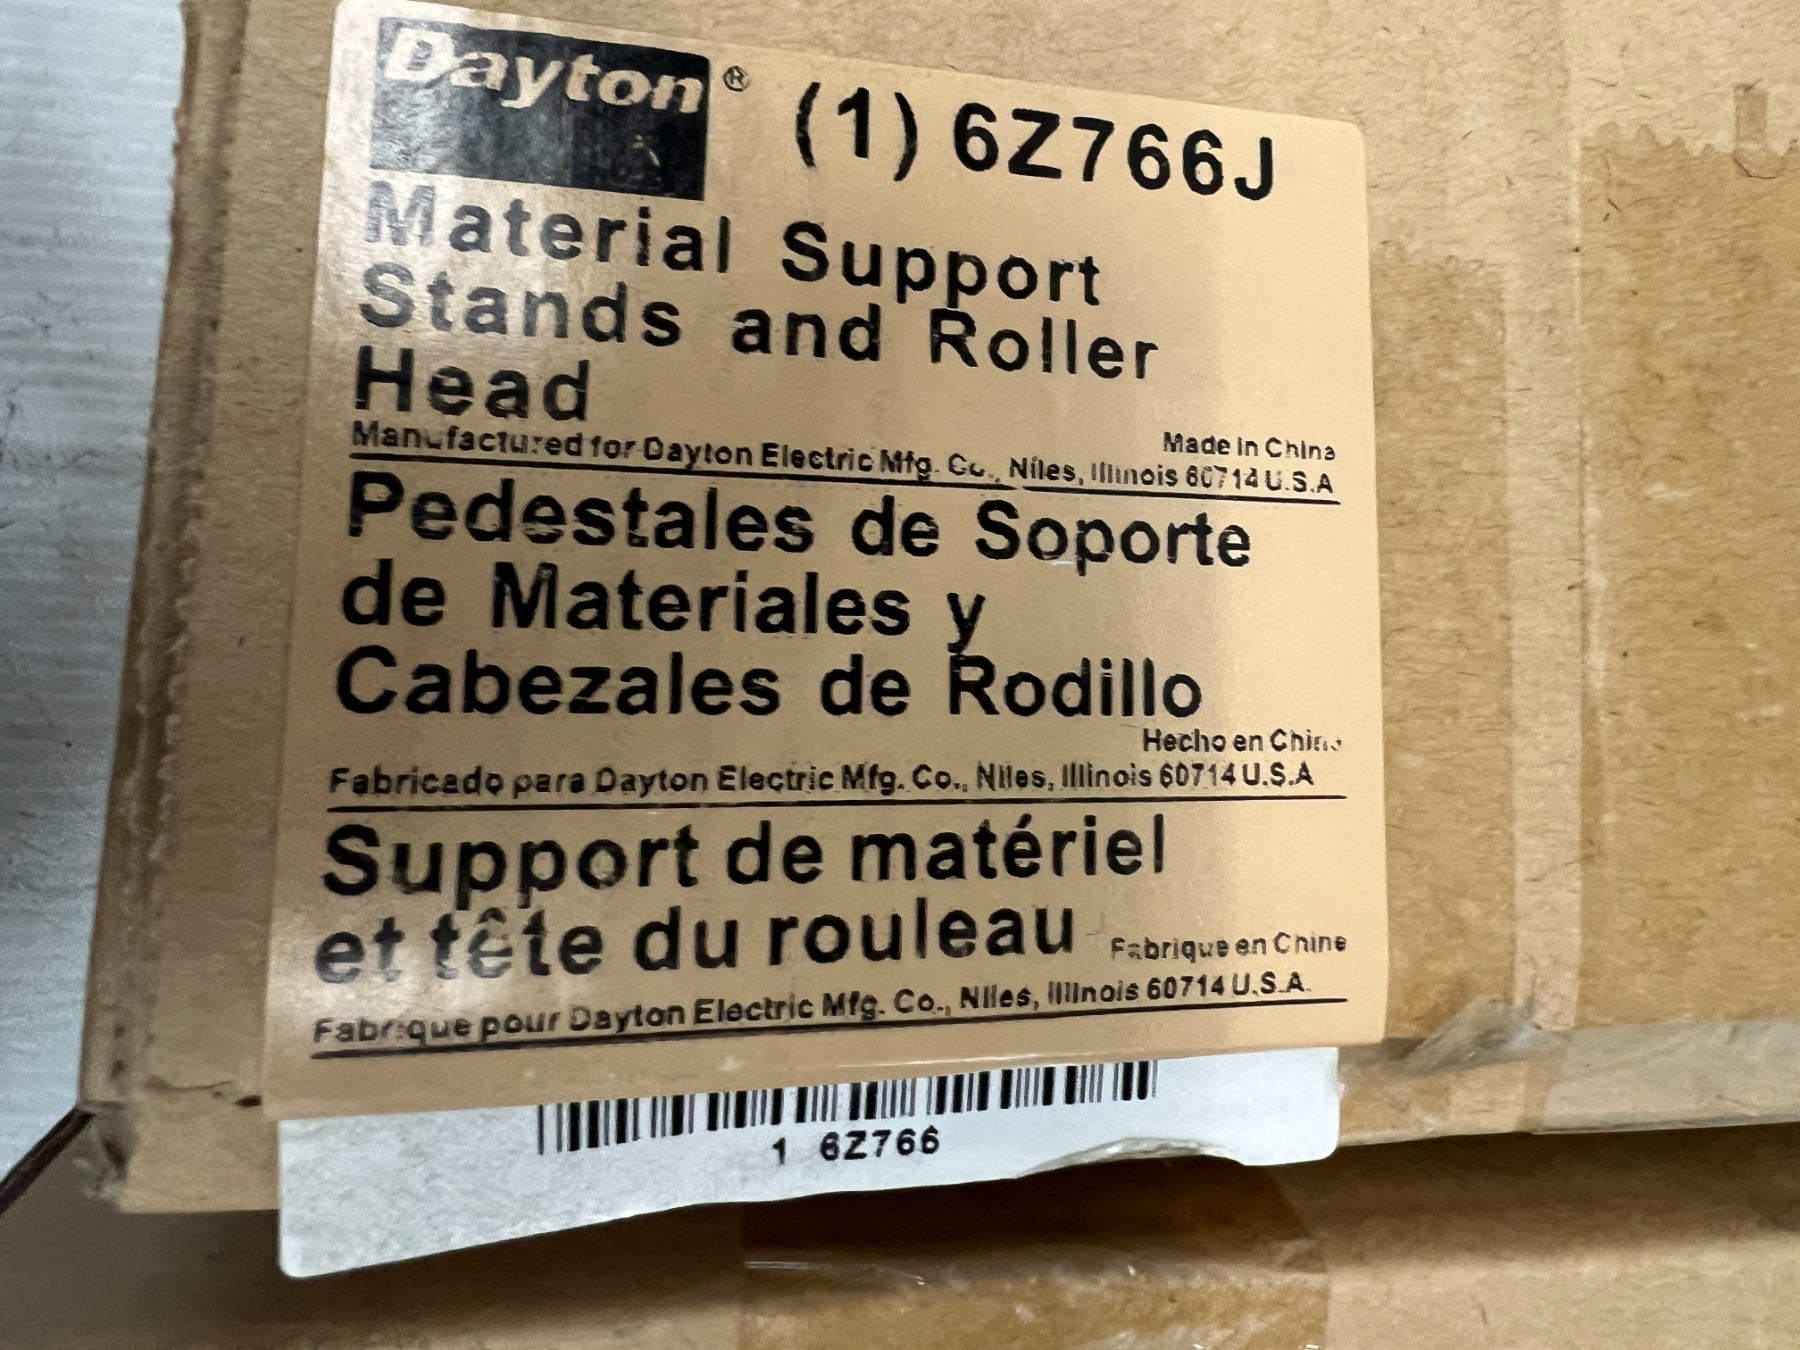 Dayton® (1) 6Z766J
Material Support
Stands and Roller
Head
Made in China
Manufactured for Dayton Electric Mfg. Co., Niles, Illinois 60714 U.S.A
Pedestales de Soporte
de Materiales y
Cabezales de Rodillo
Hecho en China
Fabricado para Dayton Electric Mfg. Co., Niles, Illinois 60714 U.S.A
Support de matériel
et tête du rouleau
Fabrique en Chine
Fabrique pour Dayton Electric Mfg. Co., Niles, Illinois 60714 U.S.A.
1 6Z766